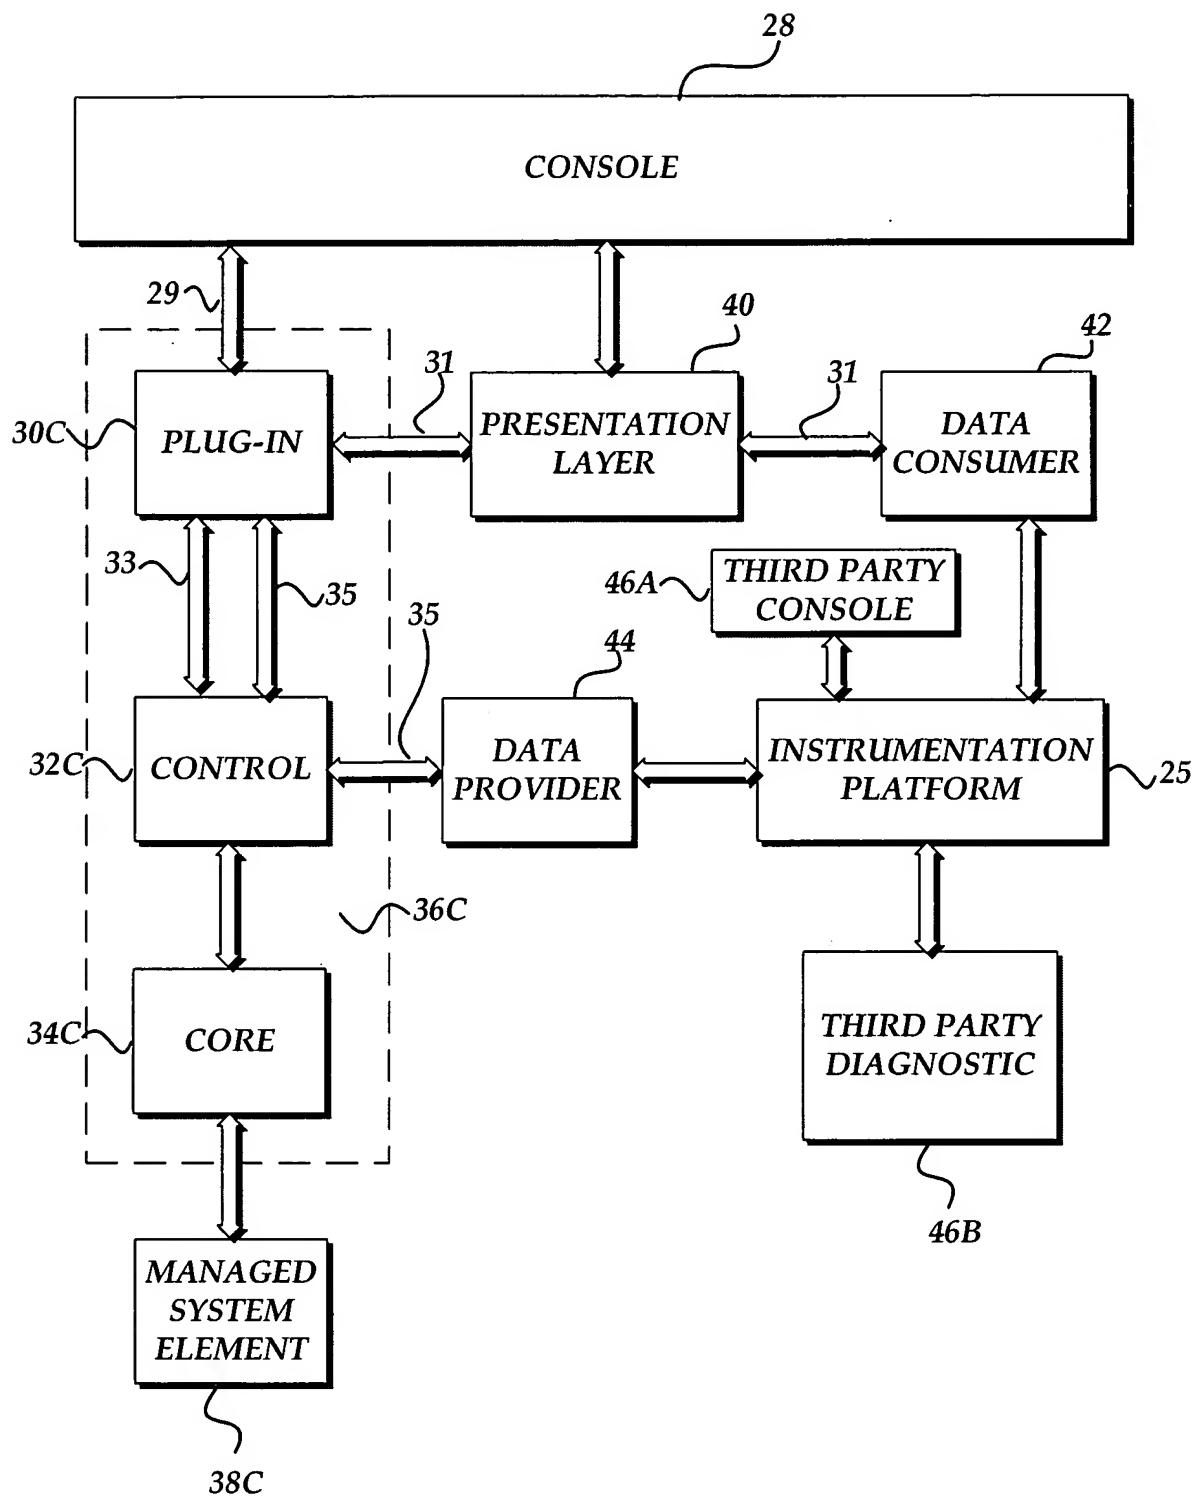 28
CONSOLE
29
40
42
31
31
30C
PLUG-IN
PRESENTATION
LAYER
DATA
CONSUMER
33
35
46A
THIRD PARTY
CONSOLE
35
44
32C
CONTROL
DATA
PROVIDER
INSTRUMENTATION
PLATFORM
25
36C
34C
CORE
THIRD PARTY
DIAGNOSTIC
46B
MANAGED
SYSTEM
ELEMENT
38C